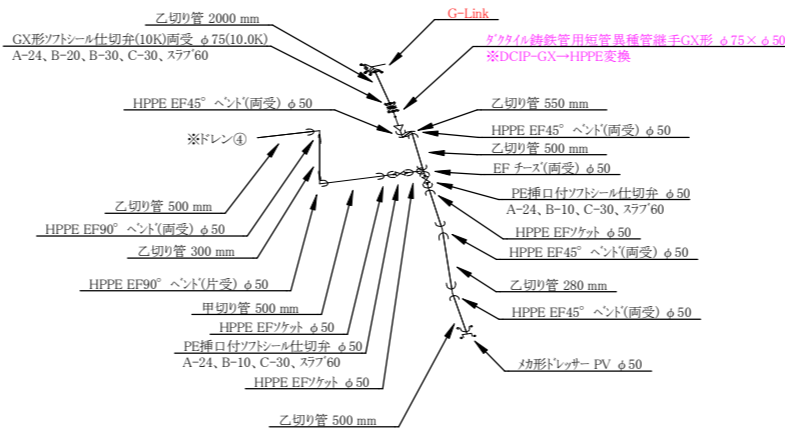 乙切り管 2000 mm
G-Link
GX形ソフトシール仕切弁(10K)両受 φ75(10.0K)
A-24、B-20、B-30、C-30、スラブ60
ダクタイル鋳鉄管用短管異種管継手GX形 φ75×φ50
※DCIP-GX→HPPE変換
HPPE EF45° ベンド(両受) φ50
乙切り管 550 mm
※ドレン④
HPPE EF45° ベンド(両受) φ50
乙切り管 500 mm
EF チーズ(両受) φ50
PE挿口付ソフトシール仕切弁 φ50
A-24、B-10、C-30、スラブ60
乙切り管 500 mm
HPPE EF90° ベンド(両受) φ50
HPPE EFソケット φ50
乙切り管 300 mm
HPPE EF45° ベンド(両受) φ50
HPPE EF90° ベンド(片受) φ50
乙切り管 280 mm
甲切り管 500 mm
HPPE EF45° ベンド(両受) φ50
HPPE EFソケット φ50
PE挿口付ソフトシール仕切弁 φ50
A-24、B-10、C-30、スラブ60
メカ形ドレッサー PV φ50
HPPE EFソケット φ50
乙切り管 500 mm